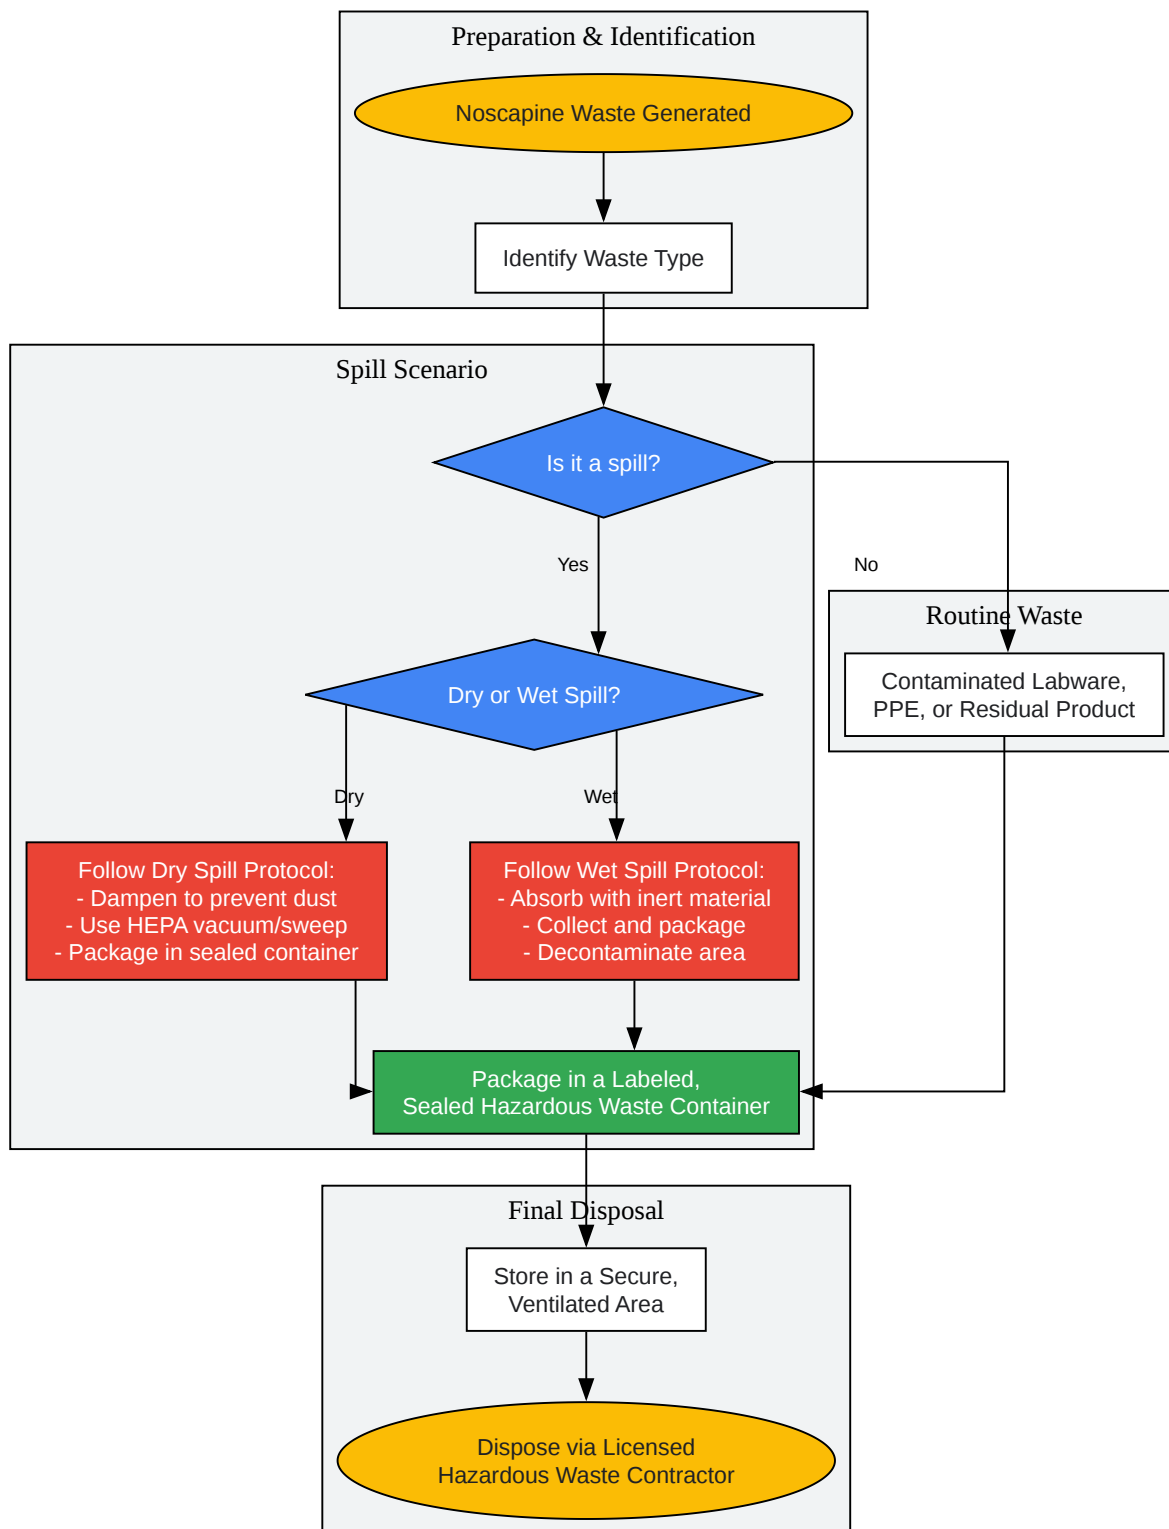 Preparation & Identification
Noscapine Waste Generated
Identify Waste Type
Spill Scenario
Is it a spill?
Yes
No
Routine Waste
Contaminated Labware,
PPE, or Residual Product
Dry or Wet Spill?
Dry
Wet
Follow Dry Spill Protocol:
- Dampen to prevent dust
- Use HEPA vacuum/sweep
- Package in sealed container
Follow Wet Spill Protocol:
- Absorb with inert material
- Collect and package
- Decontaminate area
Package in a Labeled,
Sealed Hazardous Waste Container
Final Disposal
Store in a Secure,
Ventilated Area
Dispose via Licensed
Hazardous Waste Contractor